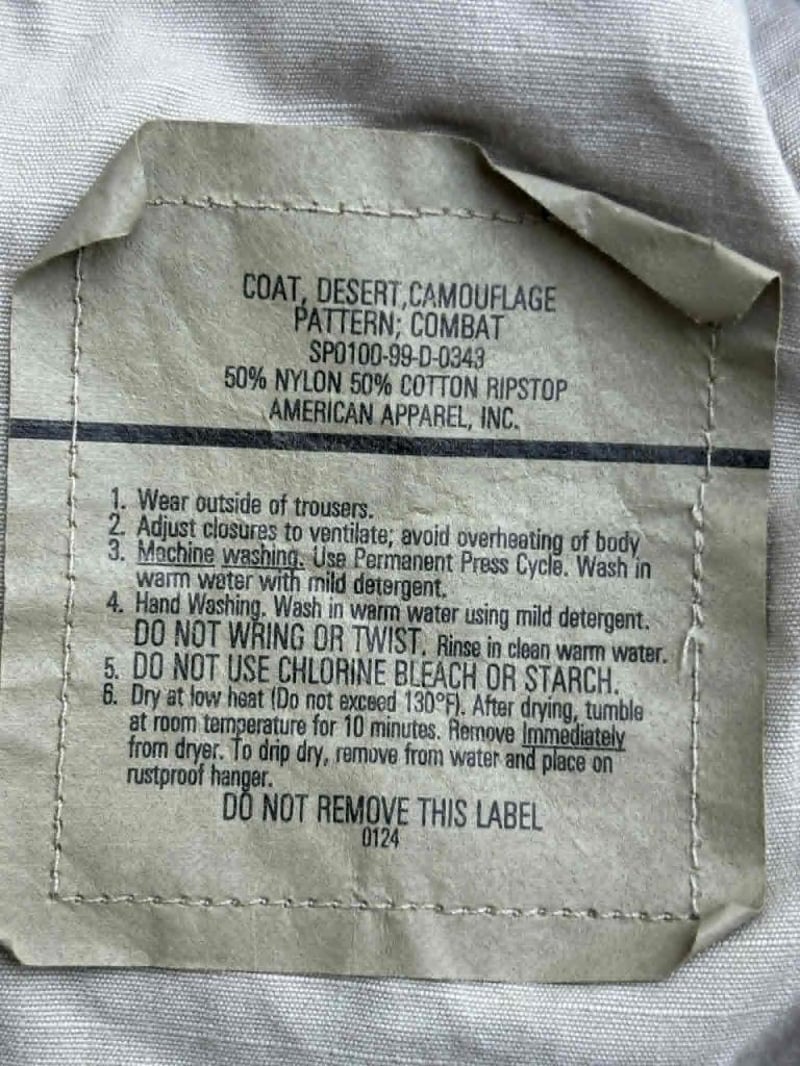 COAT, DESERT,CAMOUFLAGE
PATTERN; COMBAT
SP0100-99-D-0343
50% NYLON 50% COTTON RIPSTOP
AMERICAN APPAREL, INC.
1. Wear outside of trousers.
2. Adjust closures to ventilate; avoid overheating of body
3. Machine washing. Use Permanent Press Cycle. Wash in
warm water with mild detergent.
4. Hand Washing. Wash in warm water using mild detergent.
DO NOT WRING OR TWIST. Rinse in clean warm water.
5. DO NOT USE CHLORINE BLEACH OR STARCH.
6. Dry at low heat (Do not exceed 130°F). After drying, tumble
at room temperature for 10 minutes. Remove Immediately
from dryer. To drip dry, remove from water and place on
rustproof hanger.
DO NOT REMOVE THIS LABEL
0124